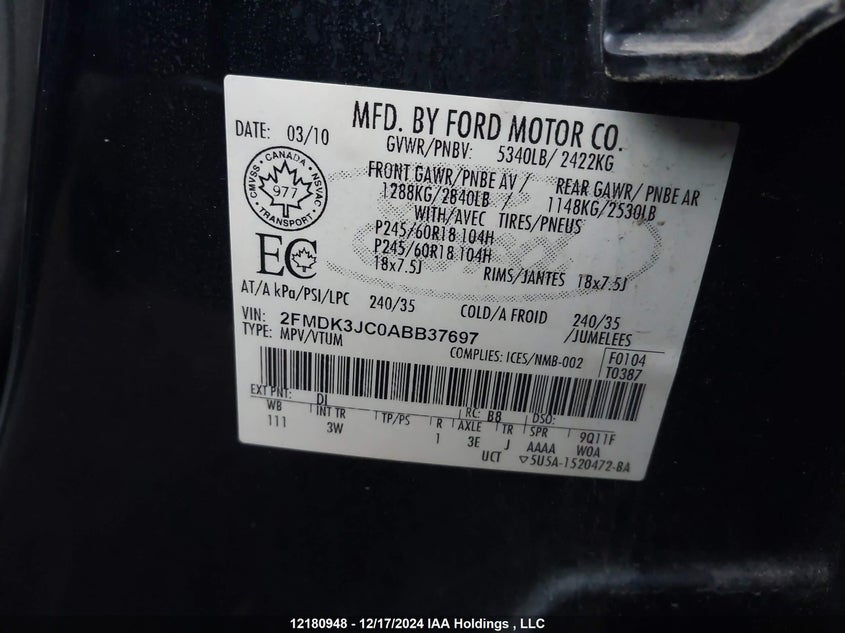 MFD. BY FORD MOTOR CO.
DATE: 03/10
GVWR/PNBV: 5340LB/ 2422KG
FRONT GAWR/PNBE AV / REAR GAWR/ PNBE AR
1288KG/2840LB / 1148KG/2530LB
WITH/AVEC TIRES/PNEUS
P245/60R18 104H
P245/60R18 104H
18x7.5J RIMS/JANTES 18x7.5J
CMVSS · CANADA · NSVAC
977
TRANSPORT
EC
AT/A kPa/PSI/LPC 240/35 COLD/A FROID 240/35
VIN: 2FMDK3JC0ABB37697 /JUMELEES
TYPE: MPV/VTUM
COMPLIES: ICES/NMB-002 F0104
T0387
EXT PNT: DI RC: B8 DSO:
WB INT TR TP/PS R AXLE TR SPR 9Q11F
111 3W 1 3E J AAAA W0A
UCT ▽5U5A-1520472-BA
12180948 - 12/17/2024 IAA Holdings , LLC